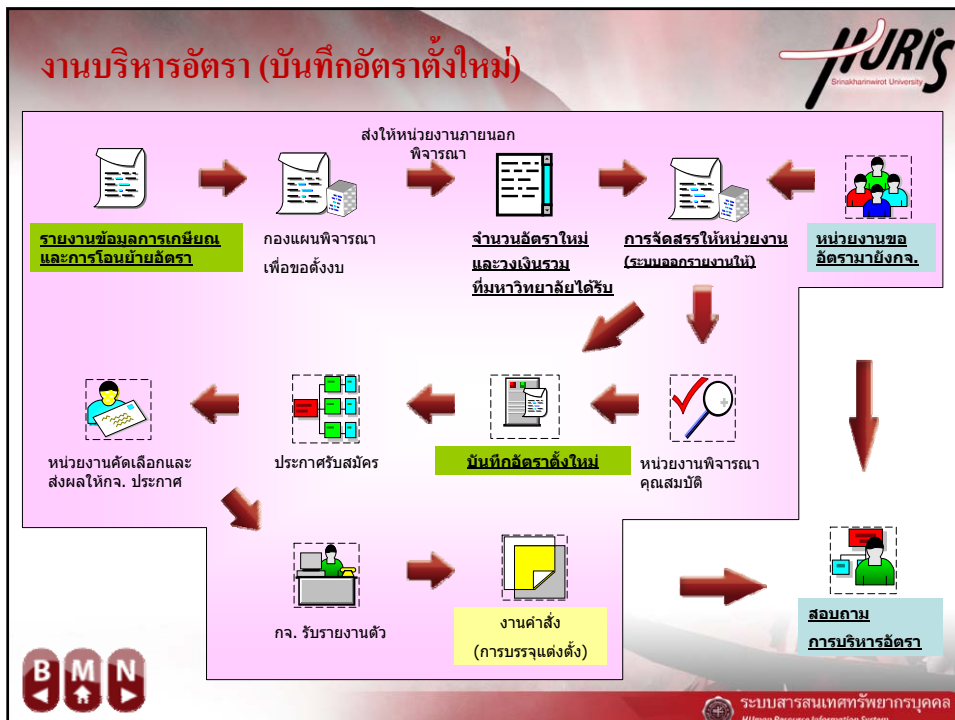 งานบริหารอัตรา (บันทึกอัตราตั้งใหม่)
HURIS
Srinakharinwirot University
ส่งให้หน่วยงานภายนอก
พิจารณา
รายงานข้อมูลการเกษียณ
และการโอนย้ายอัตรา
กองแผนพิจารณา
เพื่อขอตั้งงบ
จำนวนอัตราใหม่
และวงเงินรวม
ที่มหาวิทยาลัยได้รับ
การจัดสรรให้หน่วยงาน
(ระบบออกรายงานให้)
หน่วยงานขอ
อัตรามายังกจ.
หน่วยงานคัดเลือกและ
ส่งผลให้กจ. ประกาศ
ประกาศรับสมัคร
บันทึกอัตราตั้งใหม่
หน่วยงานพิจารณา
คุณสมบัติ
กจ. รับรายงานตัว
งานคำสั่ง
(การบรรจุแต่งตั้ง)
สอบถาม
การบริหารอัตรา
B M N
ระบบสารสนเทศทรัพยากรบุคคล
HUman Resource Information System